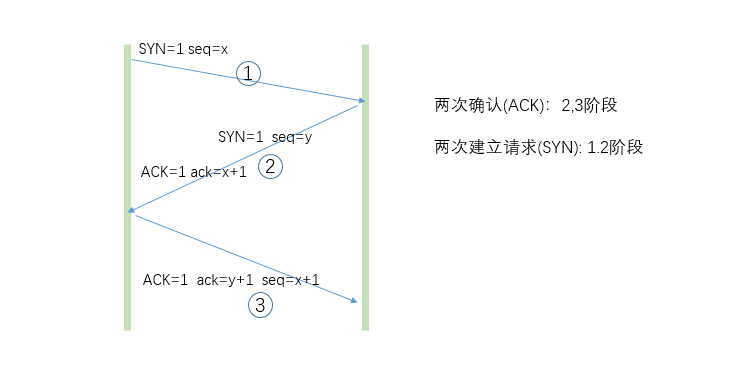 SYN=1 seq=x
①
SYN=1  seq=y
②
ACK=1 ack=x+1
ACK=1  ack=y+1  seq=x+1
③
两次确认(ACK)：2,3阶段
两次建立请求(SYN): 1.2阶段